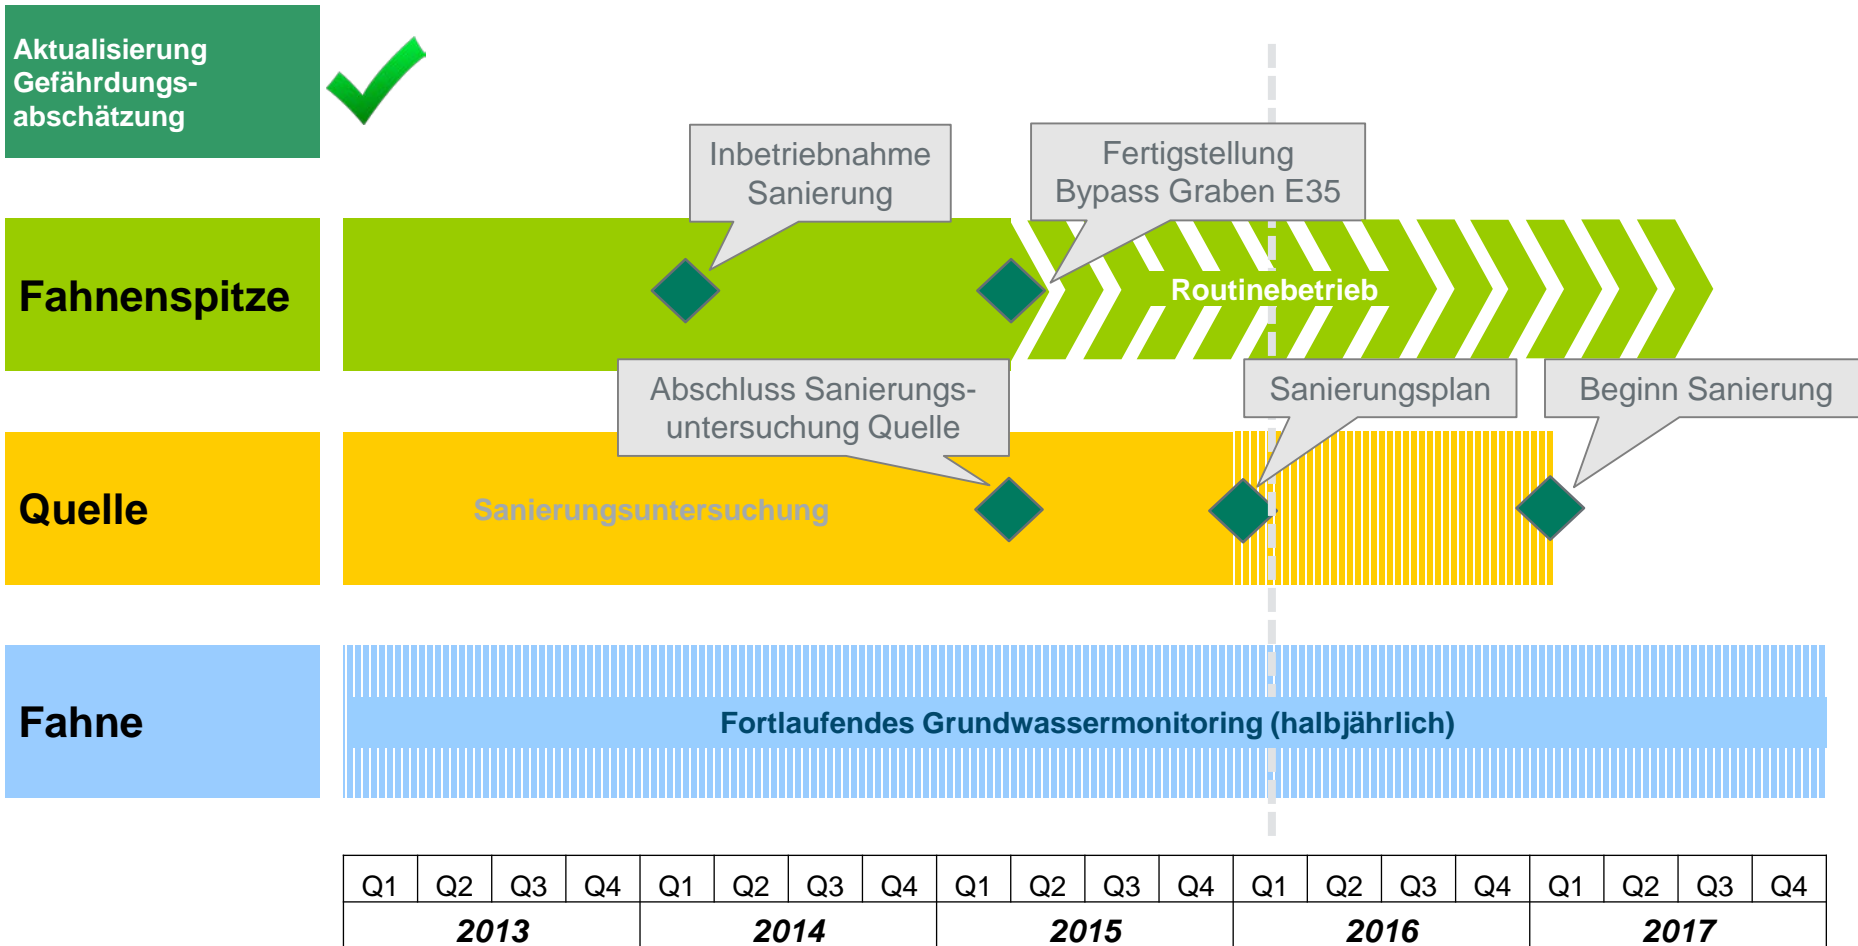 Aktualisierung
Gefährdungs-
abschätzung
Inbetriebnahme
Sanierung
Fertigstellung
Bypass Graben E35
Fahnenspitze
Routinebetrieb
Abschluss Sanierungs-
untersuchung Quelle
Sanierungsplan
Beginn Sanierung
Quelle
Sanierungsuntersuchung
Fahne
Fortlaufendes Grundwassermonitoring (halbjährlich)
Q1 Q2 Q3 Q4 Q1 Q2 Q3 Q4 Q1 Q2 Q3 Q4 Q1 Q2 Q3 Q4 Q1 Q2 Q3 Q4
2013 2014 2015 2016 2017